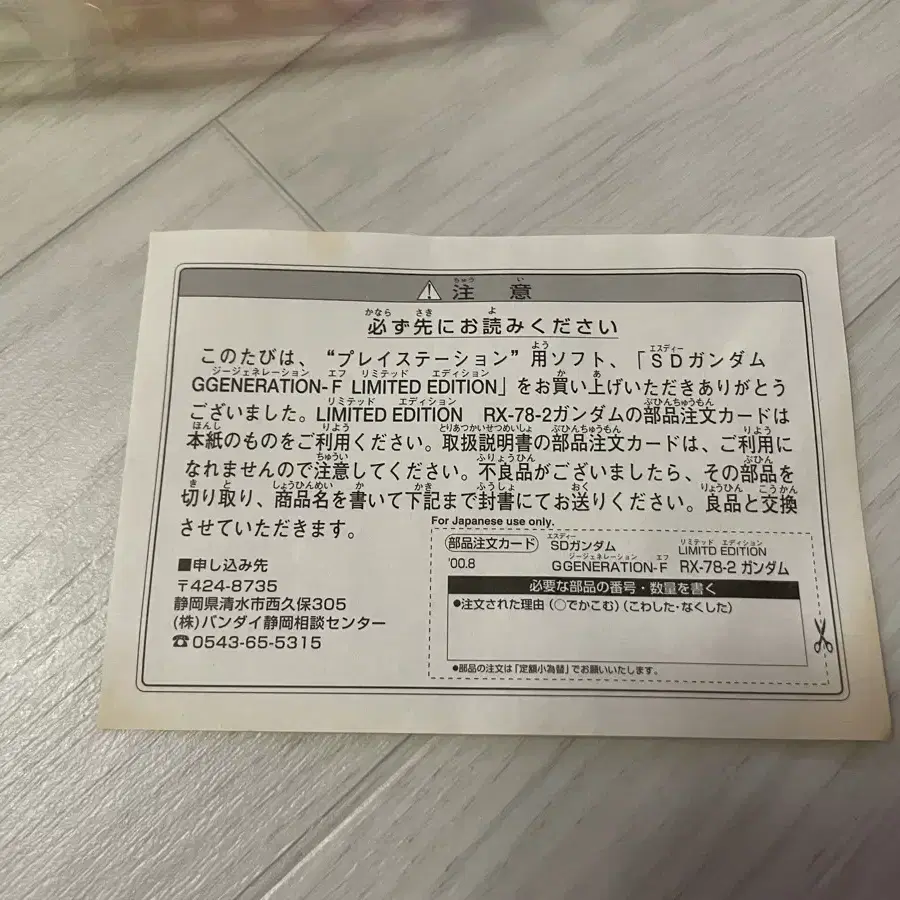 ⚠注 意
必ず先にお読みください
このたびは、“プレイステーション”用ソフト、「SDガンダム
GGENERATION-F LIMITED EDITION」をお買い上げいただきありがとう
ございました。LIMITED EDITION RX-78-2ガンダムの部品注文カードは
本紙のものをご利用ください。取扱説明書の部品注文カードは、ご利用に
なれませんので注意してください。不良品がございましたら、その部品を
切り取り、商品名を書いて下記まで封書にてお送りください。良品と交換
させていただきます。
■申し込み先
〒424-8735
静岡県清水市西久保305
(株)バンダイ静岡相談センター
☎0543-65-5315
For Japanese use only.
部品注文カード
'00.8
SDガンダム
GGENERATION-F
LIMITD EDITION
RX-78-2 ガンダム
必要な部品の番号・数量を書く
●注文された理由 (○でかこむ) (こわした・なくした)
●部品の注文は「定額小為替」でお願いいたします。